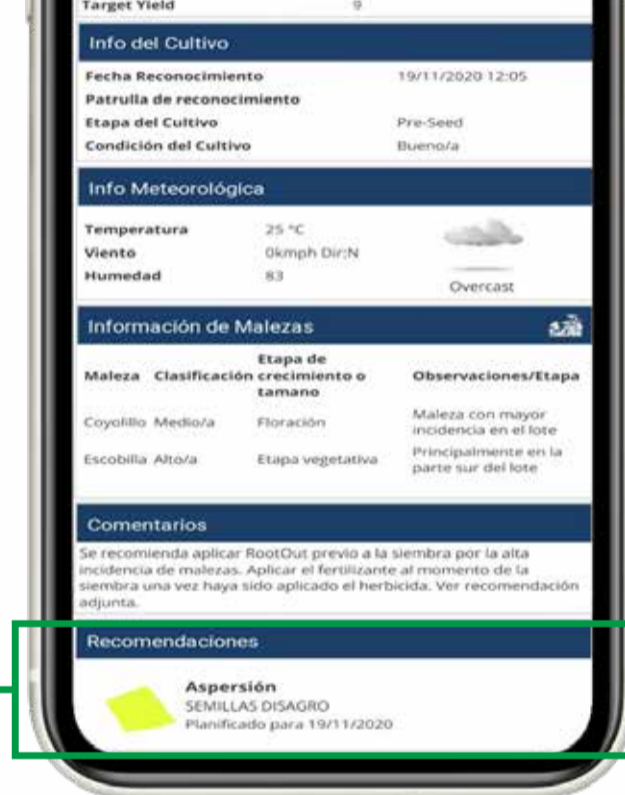 Target Yield 9
Info del Cultivo
Fecha Reconocimiento 19/11/2020 12:05
Patrulla de reconocimiento
Etapa del Cultivo Pre-Seed
Condición del Cultivo Bueno/a
Info Meteorológica
Temperatura 25 °C
Viento 0kmph Dir:N
Humedad 83
Overcast
Información de Malezas
Maleza Clasificación Etapa de crecimiento o tamano Observaciones/Etapa
Coyolillo Medio/a Floración Maleza con mayor incidencia en el lote
Escobilla Alto/a Etapa vegetativa Principalmente en la parte sur del lote
Comentarios
Se recomienda aplicar RootOut previo a la siembra por la alta
incidencia de malezas. Aplicar el fertilizante al momento de la
siembra una vez haya sido aplicado el herbicida. Ver recomendación
adjunta.
Recomendaciones
Aspersión
SEMILLAS DISAGRO
Planificado para 19/11/2020